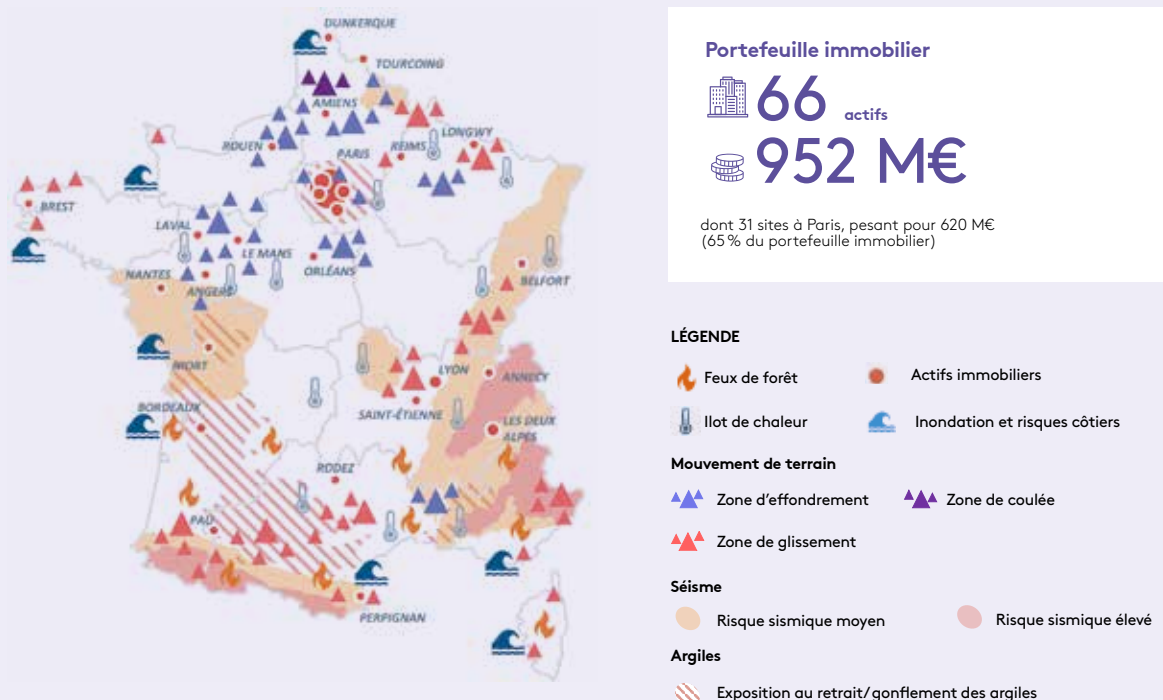 DUNKERQUE
TOURCOING
AMIENS
ROUEN
LONGWY
REIMS
PARIS
BREST
LAVAL
LE MANS
ORLÉANS
NANTES
ANGERS
BELFORT
NIORT
LYON
ANNECY
SAINT-ÉTIENNE
BORDEAUX
LES DEUX
ALPES
RODEZ
PAU
PERPIGNAN
Portefeuille immobilier
66 actifs
952 M€
dont 31 sites à Paris, pesant pour 620 M€
(65 % du portefeuille immobilier)
LÉGENDE
Feux de forêt
Actifs immobiliers
Ilot de chaleur
Inondation et risques côtiers
Mouvement de terrain
Zone d'effondrement
Zone de coulée
Zone de glissement
Séisme
Risque sismique moyen
Risque sismique élevé
Argiles
Exposition au retrait/gonflement des argiles